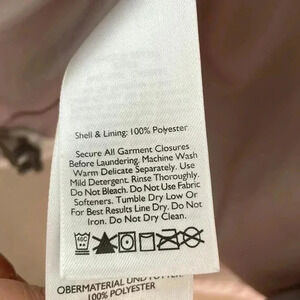 Shell & Lining: 100% Polyester
Secure All Garment Closures
Before Laundering. Machine Wash
Warm Delicate Separately. Use
Mild Detergent. Rinse Thoroughly.
Do Not Bleach. Do Not Use Fabric
Softeners. Tumble Dry Low Or
For Best Results Line Dry. Do Not
Iron. Do Not Dry Clean.
40C
OBERMATERIAL UND FUTTER:
100% POLYESTER